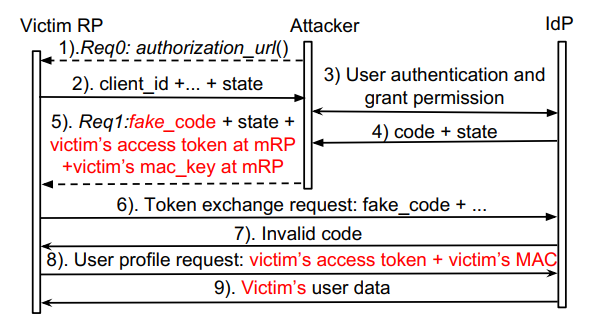 Victim RP Attacker IdP
1).Req0: authorization_url()
2). client_id +... + state
3) User authentication and
grant permission
4) code + state
5). Req1:fake_code + state +
victim's access token at mRP
+victim's mac_key at mRP
6). Token exchange request: fake_code + ...
7). Invalid code
8). User profile request: victim's access token + victim's MAC
9). Victim's user data